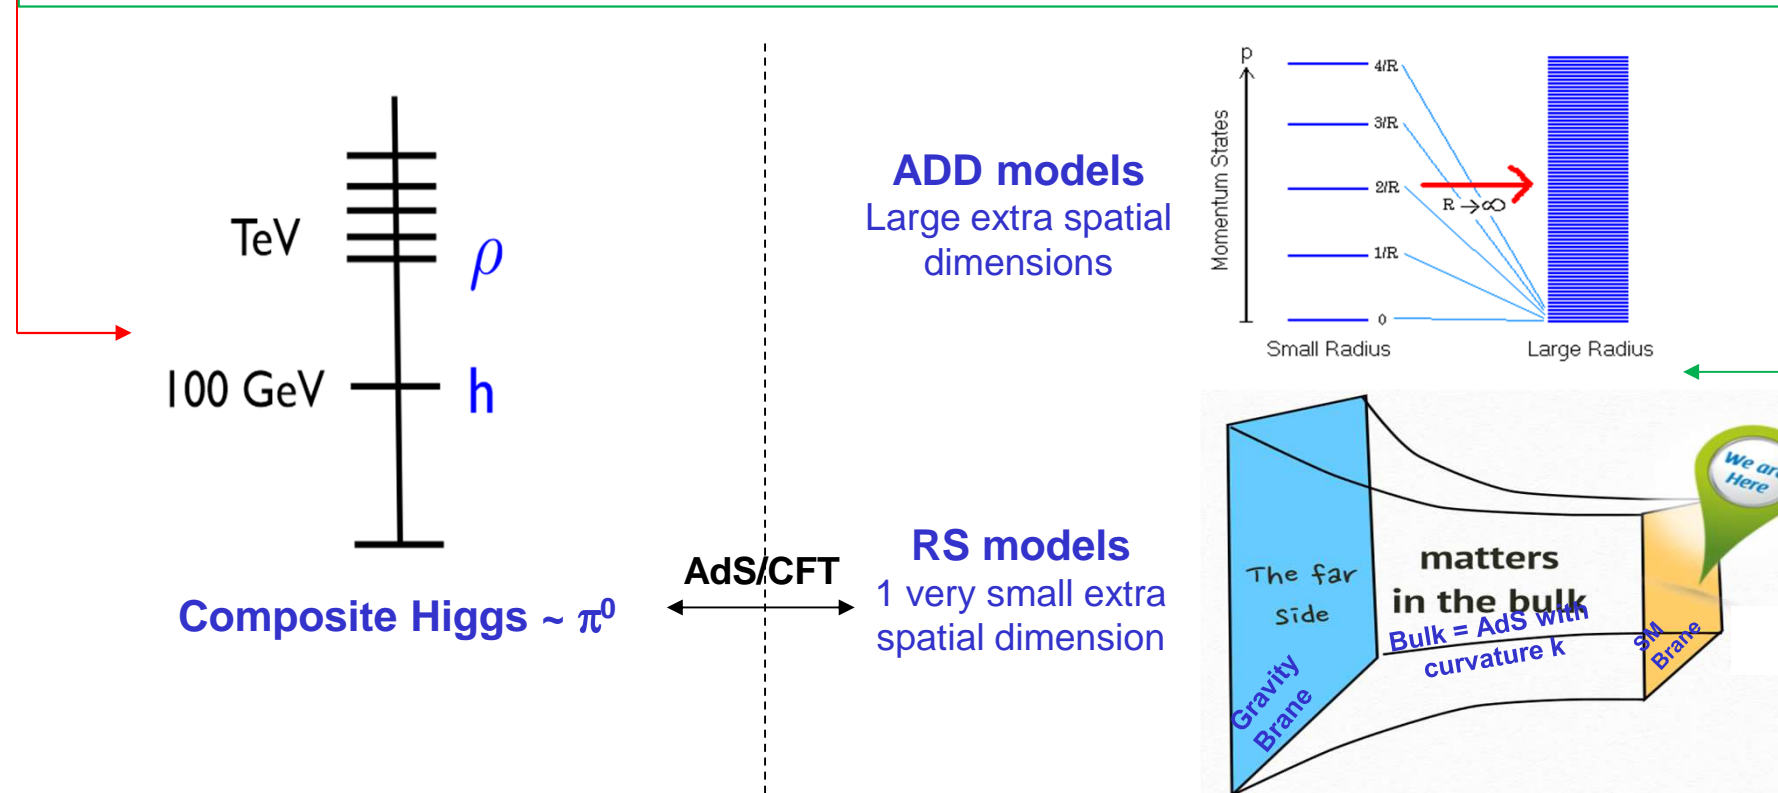 TeV
ρ
100 GeV
h
Composite Higgs ~ π⁰
AdS/CFT
ADD models
Large extra spatial
dimensions
p
Momentum States
4/R
3/R
2/R
R → ∞
1/R
0
Small Radius
Large Radius
RS models
1 very small extra
spatial dimension
We are
Here
The far
side
matters
in the bulk
Bulk = AdS with
curvature k
Gravity
Brane
SM
Brane